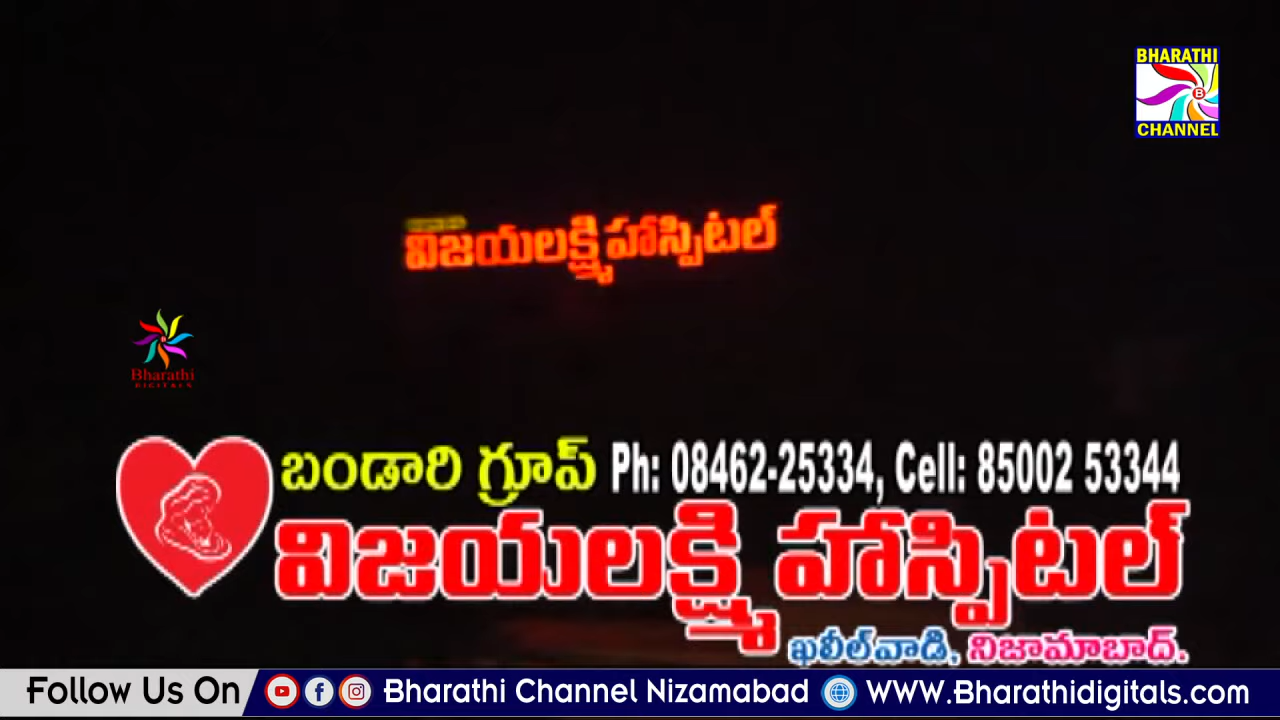 BHARATHI
CHANNEL
విజయలక్ష్మి హాస్పిటల్
Bharathi
DIGITALS
బండారి గ్రూప్ Ph: 08462-25334, Cell: 85002 53344
విజయలక్ష్మి హాస్పిటల్
ఖలీల్‌వాడి, నిజామాబాద్.
Follow Us On Bharathi Channel Nizamabad WWW.Bharathidigitals.com